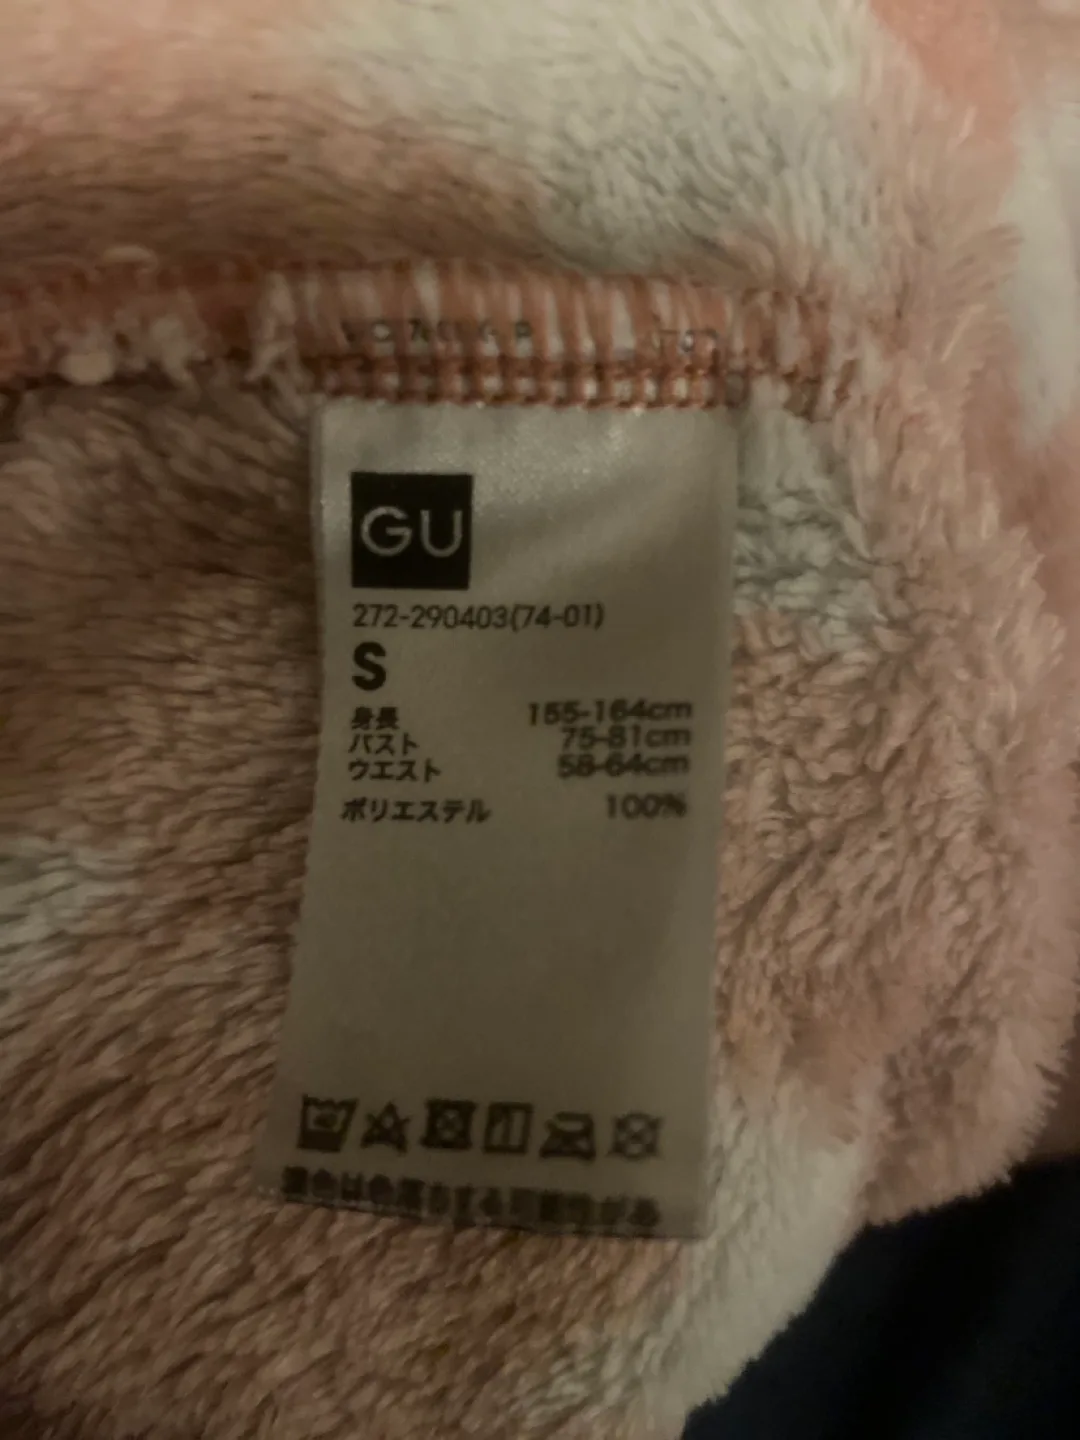 GU
272-290403(74-01)
S
身長 155-164cm
バスト 75-81cm
ウエスト 58-64cm
ポリエステル 100%